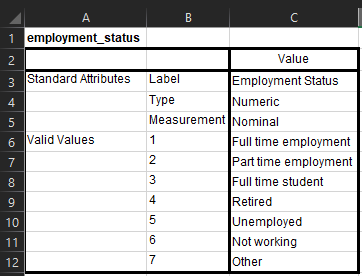 A B C
1 employment_status
2 Value
3 Standard Attributes Label Employment Status
4 Type Numeric
5 Measurement Nominal
6 Valid Values 1 Full time employment
7 2 Part time employment
8 3 Full time student
9 4 Retired
10 5 Unemployed
11 6 Not working
12 7 Other